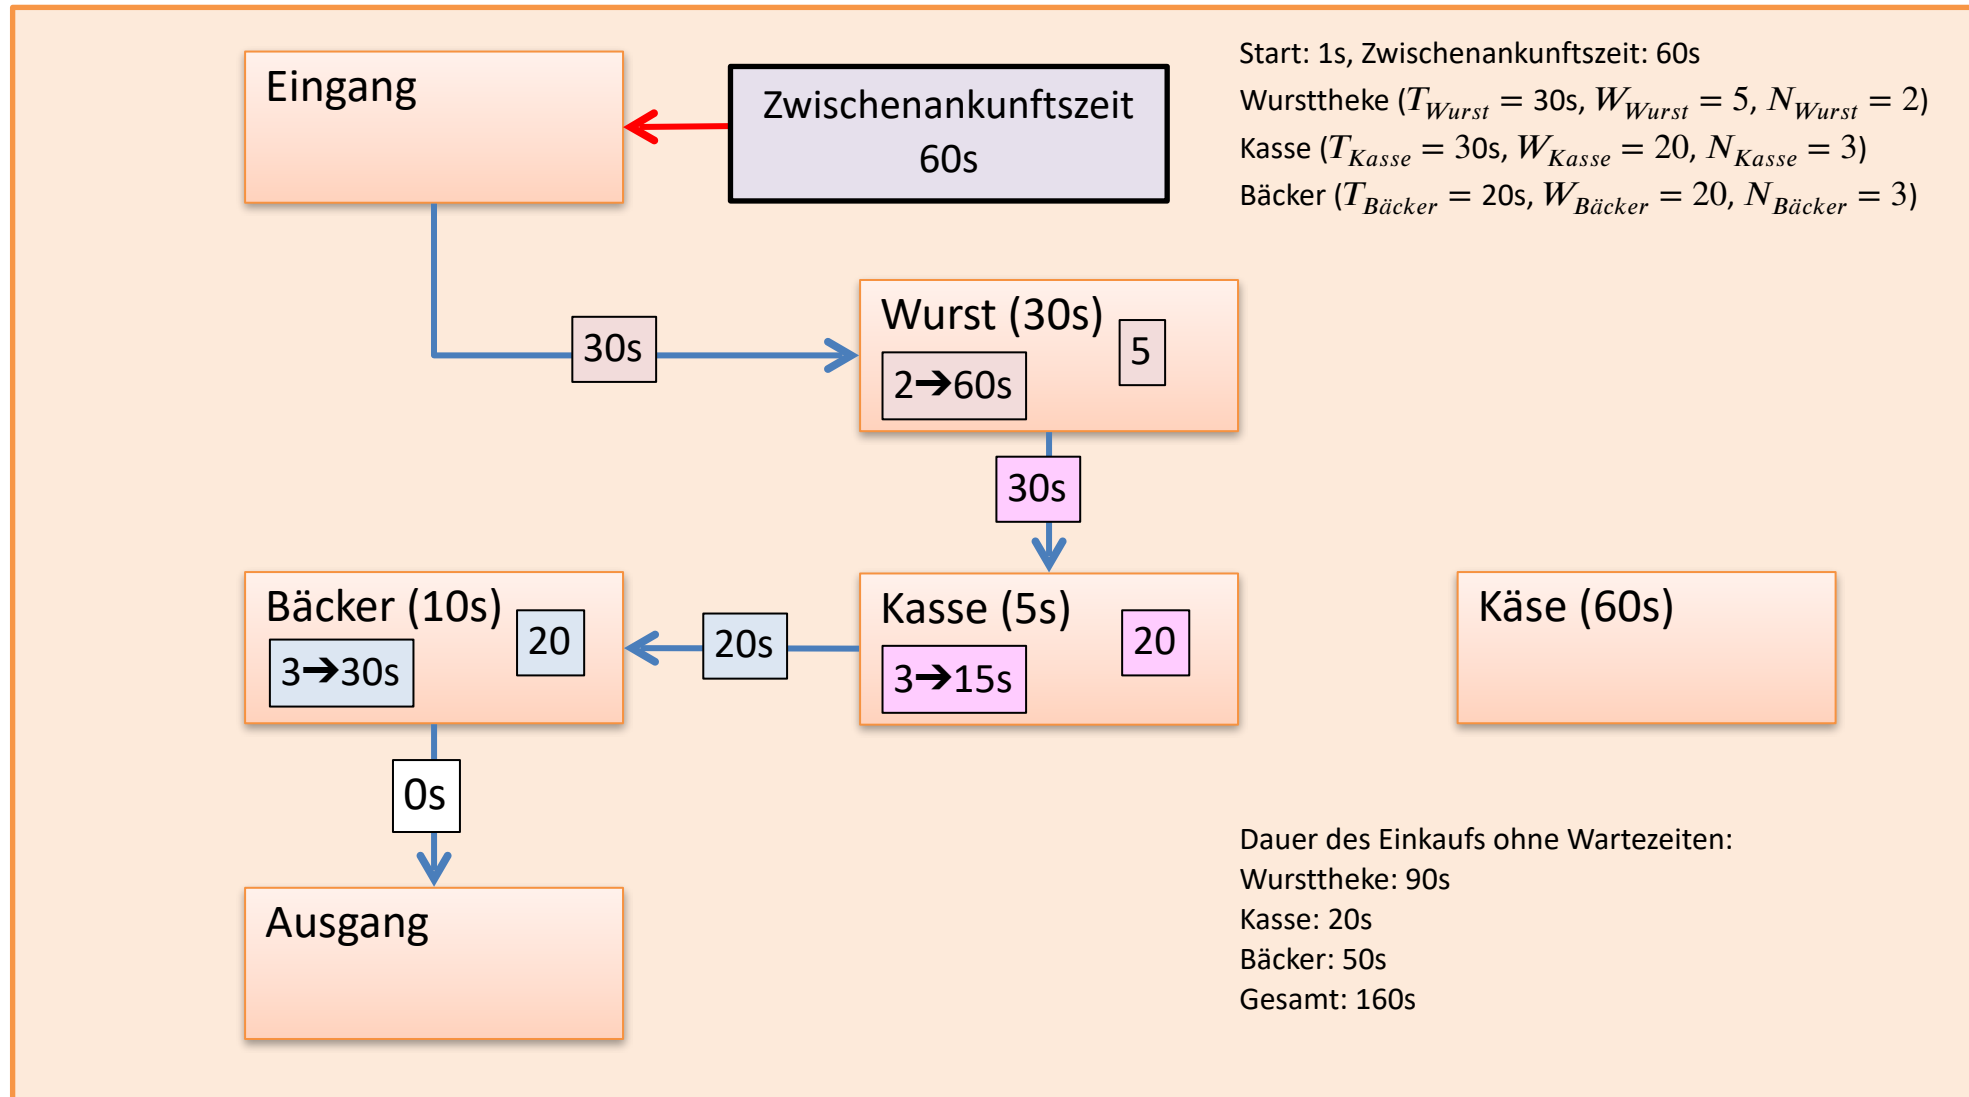 Eingang
Zwischenankunftszeit
60s
Start: 1s, Zwischenankunftszeit: 60s
Wursttheke (T_Wurst = 30s, W_Wurst = 5, N_Wurst = 2)
Kasse (T_Kasse = 30s, W_Kasse = 20, N_Kasse = 3)
Bäcker (T_Bäcker = 20s, W_Bäcker = 20, N_Bäcker = 3)
30s
Wurst (30s)
5
2➔60s
30s
Bäcker (10s)
20
3➔30s
20s
Kasse (5s)
20
3➔15s
Käse (60s)
0s
Ausgang
Dauer des Einkaufs ohne Wartezeiten:
Wursttheke: 90s
Kasse: 20s
Bäcker: 50s
Gesamt: 160s